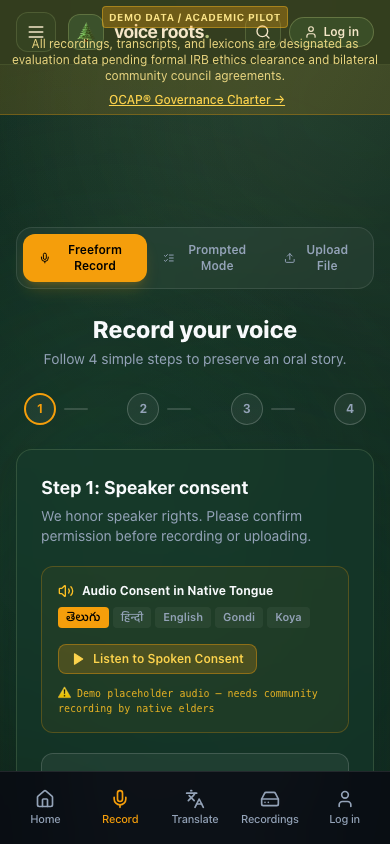 DEMO DATA / ACADEMIC PILOT
voice roots.
Log in
All recordings, transcripts, and lexicons are designated as
evaluation data pending formal IRB ethics clearance and bilateral
community council agreements.
OCAP® Governance Charter →
Freeform Record
Prompted Mode
Upload File
Record your voice
Follow 4 simple steps to preserve an oral story.
1 2 3 4
Step 1: Speaker consent
We honor speaker rights. Please confirm
permission before recording or uploading.
Audio Consent in Native Tongue
తెలుగు हिन्दी English Gondi Koya
Listen to Spoken Consent
⚠ Demo placeholder audio — needs community
recording by native elders
Home Record Translate Recordings Log in